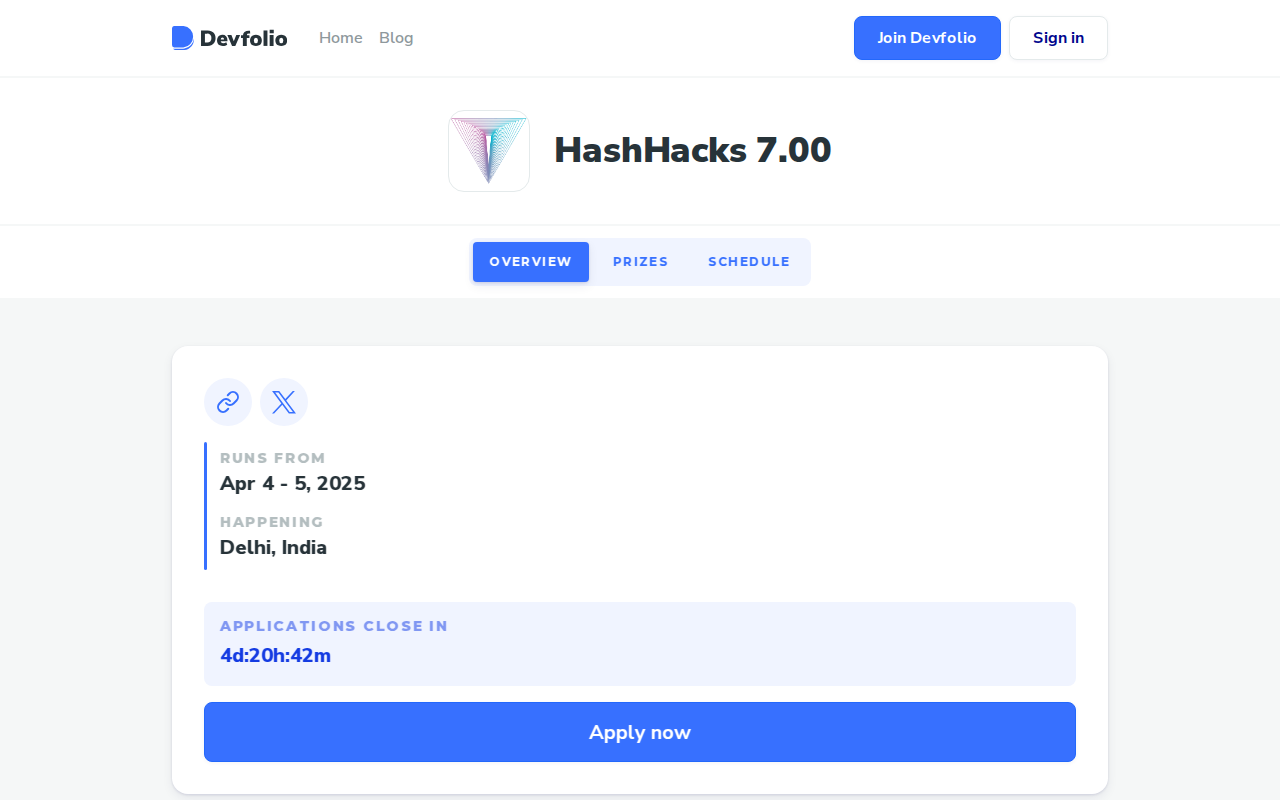 Devfolio
Home
Blog
Join Devfolio
Sign in
HashHacks 7.00
OVERVIEW
PRIZES
SCHEDULE
RUNS FROM
Apr 4 - 5, 2025
HAPPENING
Delhi, India
APPLICATIONS CLOSE IN
4d:20h:42m
Apply now